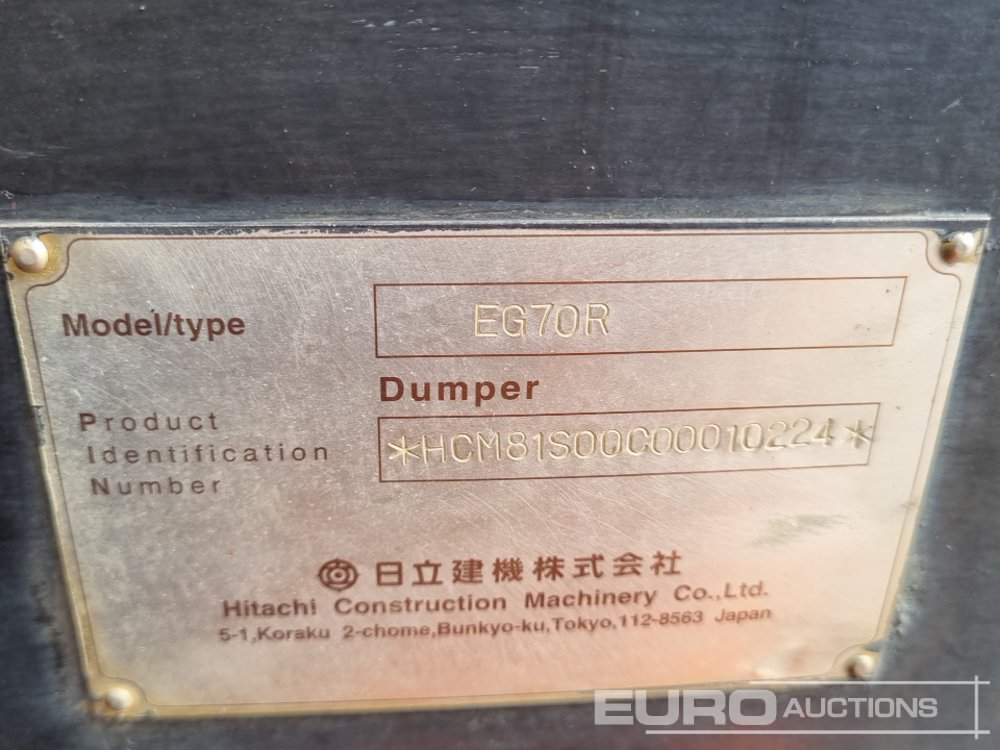 Model/type EG70R
Dumper
Product
Identification
Number
*HCM81S00C00010224*
日立建機株式会社
Hitachi Construction Machinery Co.,Ltd.
5-1,Koraku 2-chome,Bunkyo-ku,Tokyo,112-8563 Japan
EURO AUCTIONS